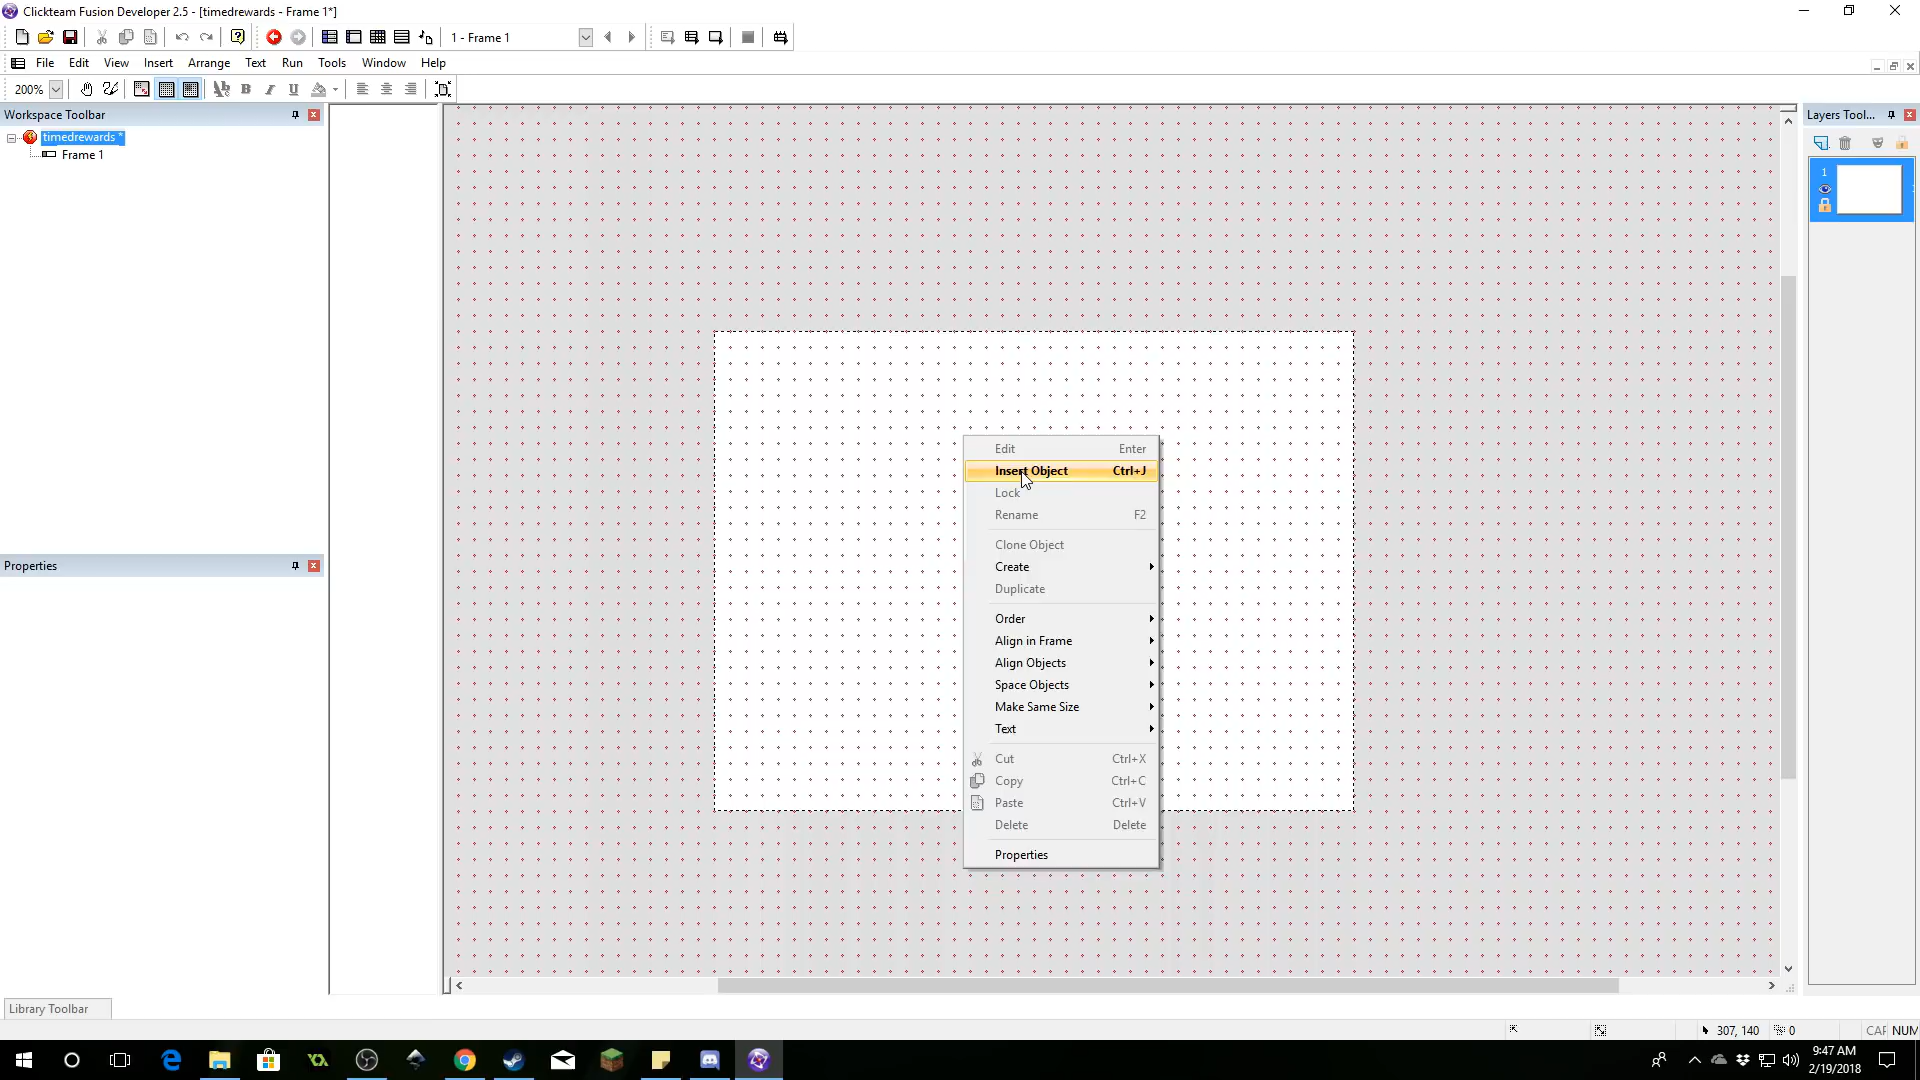 Clickteam Fusion Developer 2.5 - [timedrewards - Frame 1*]
1 - Frame 1
File Edit View Insert Arrange Text Run Tools Window Help
200%
Workspace Toolbar
timedrewards *
Frame 1
Layers Tool...
1
Edit Enter
Insert Object Ctrl+J
Lock
Rename F2
Clone Object
Create
Duplicate
Order
Align in Frame
Align Objects
Space Objects
Make Same Size
Text
Cut Ctrl+X
Copy Ctrl+C
Paste Ctrl+V
Delete Delete
Properties
Properties
Library Toolbar
307, 140 0 CAP NUM
9:47 AM
2/19/2018